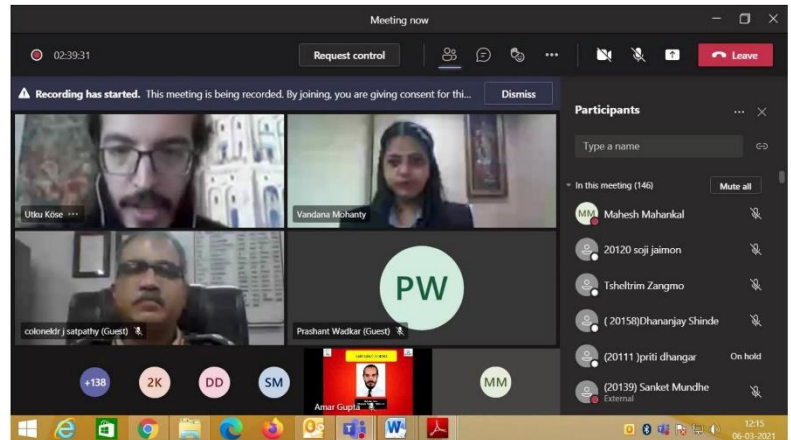 Meeting now
02:39:31
Request control
Leave
Recording has started. This meeting is being recorded. By joining, you are giving consent for thi...
Dismiss
Utku Köse
Vandana Mohanty
coloneldr j satpathy (Guest)
PW
Prashant Wadkar (Guest)
+138
2K
DD
SM
Amar Gupta
MM
Participants
Type a name
In this meeting (146)
Mute all
MM Mahesh Mahankal
20120 soji jaimon
Tsheltrim Zangmo
( 20158)Dhananjay Shinde
(20111 )priti dhangar On hold
(20139) Sanket Mundhe
External
12:15
06-03-2021